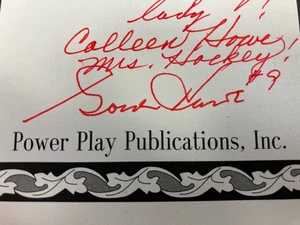 lady!!
Colleen Howe!
Mrs. Hockey!
Gordie Howe #9
Power Play Publications, Inc.